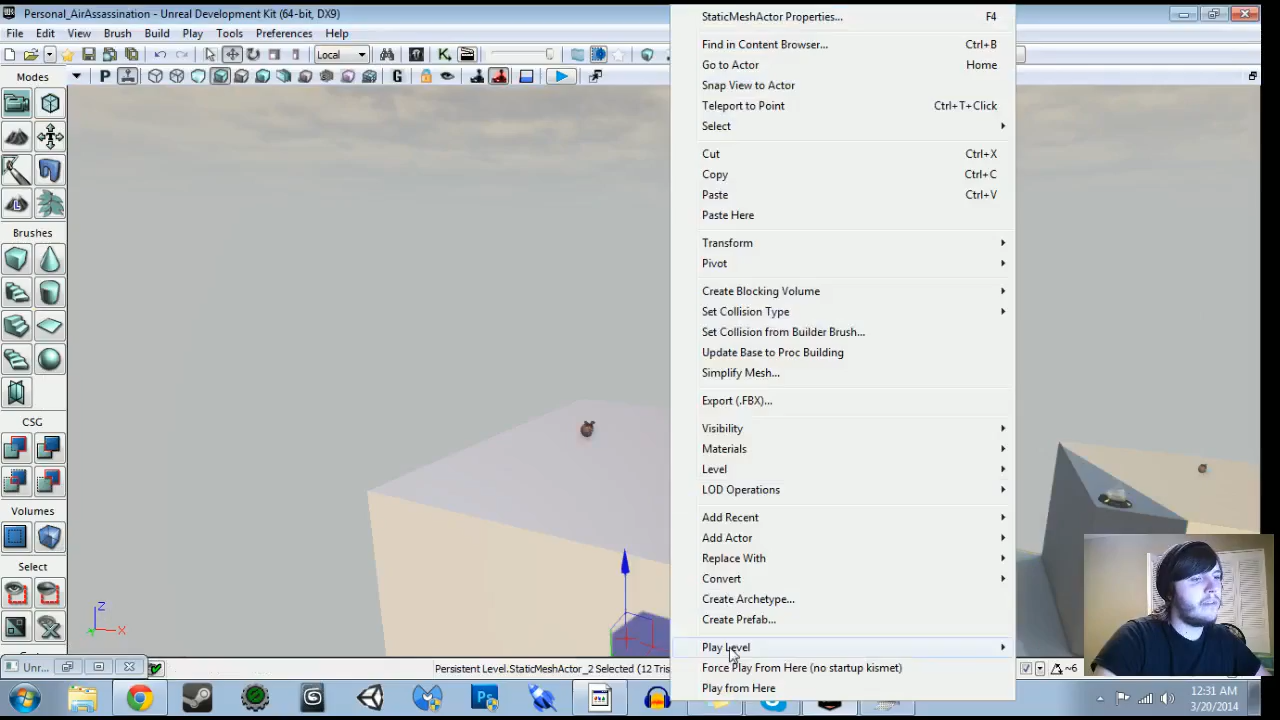 Personal_AirAssassination - Unreal Development Kit (64-bit, DX9)
File Edit View Brush Build Play Tools Preferences Help
Local
Modes
P
G
Brushes
CSG
Volumes
Select
StaticMeshActor Properties... F4
Find in Content Browser... Ctrl+B
Go to Actor Home
Snap View to Actor
Teleport to Point Ctrl+T+Click
Select
Cut Ctrl+X
Copy Ctrl+C
Paste Ctrl+V
Paste Here
Transform
Pivot
Create Blocking Volume
Set Collision Type
Set Collision from Builder Brush...
Update Base to Proc Building
Simplify Mesh...
Export (.FBX)...
Visibility
Materials
Level
LOD Operations
Add Recent
Add Actor
Replace With
Convert
Create Archetype...
Create Prefab...
Play Level
Force Play From Here (no startup kismet)
Play from Here
Z
X
Unr...
Persistent Level.StaticMeshActor_2 Selected (12 Tri
~6
Ps
12:31 AM
3/20/2014